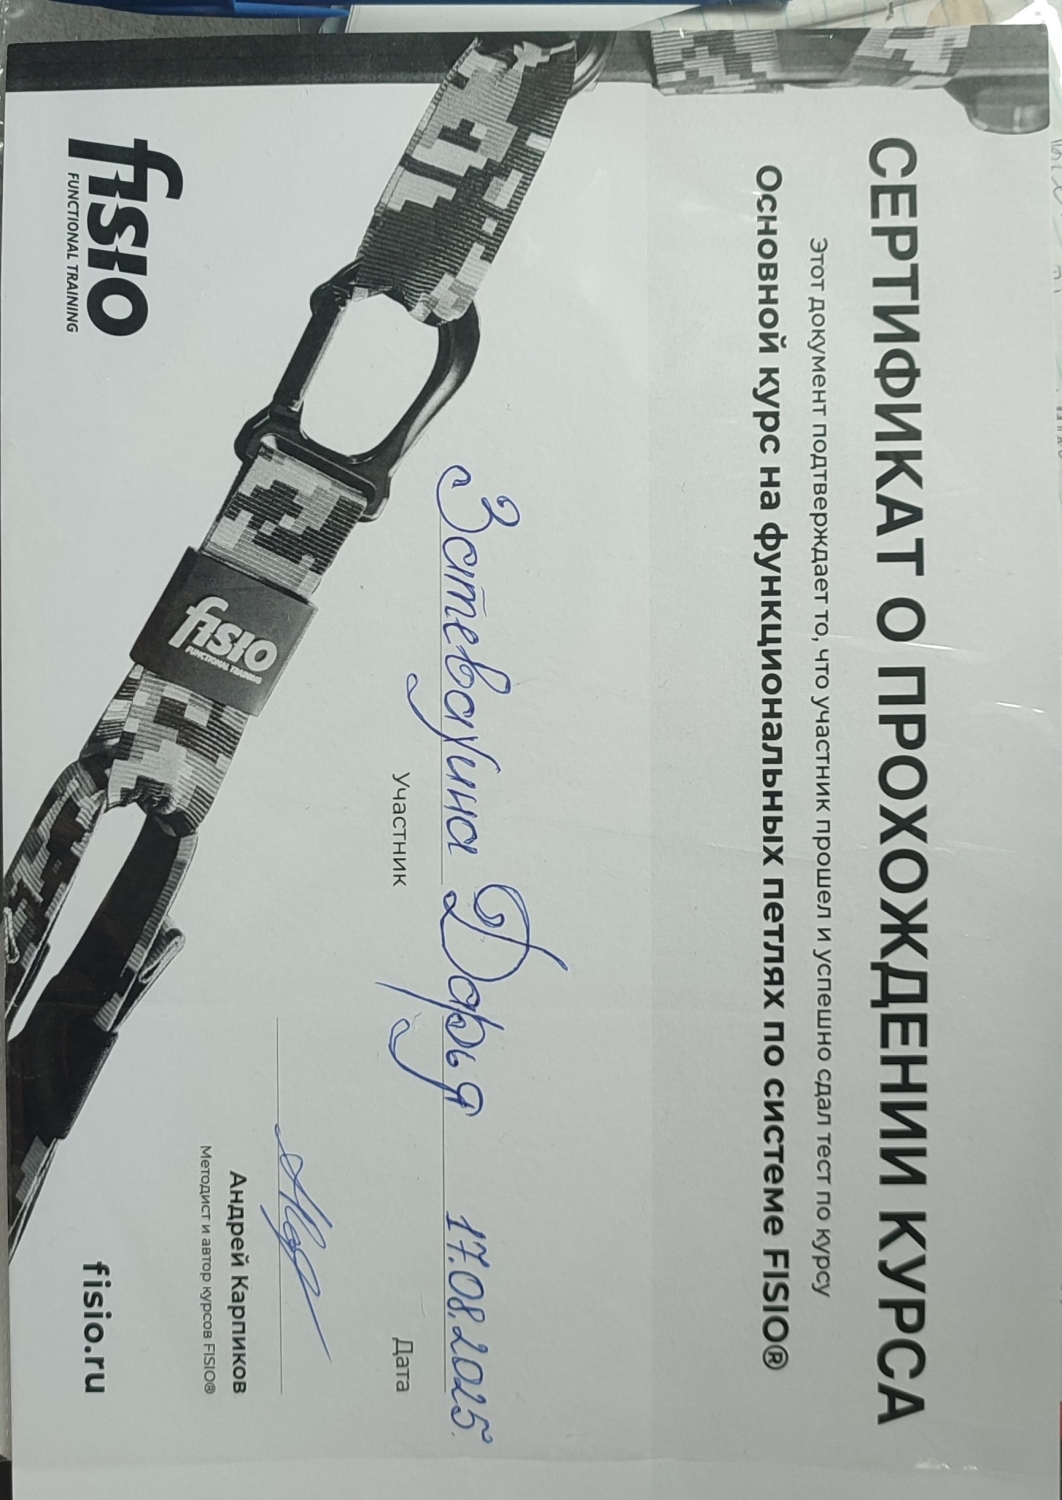 СЕРТИФИКАТ О ПРОХОЖДЕНИИ КУРСА
Этот документ подтверждает то, что участник прошел и успешно сдал тест по курсу
Основной курс на функциональных петлях по системе FISIO®
Затевахина Дарья 17.08.2025
Участник Дата
Андрей Карпиков
Методист и автор курсов FISIO®
fisio
FUNCTIONAL TRAINING
fisio
FUNCTIONAL TRAINING
fisio.ru